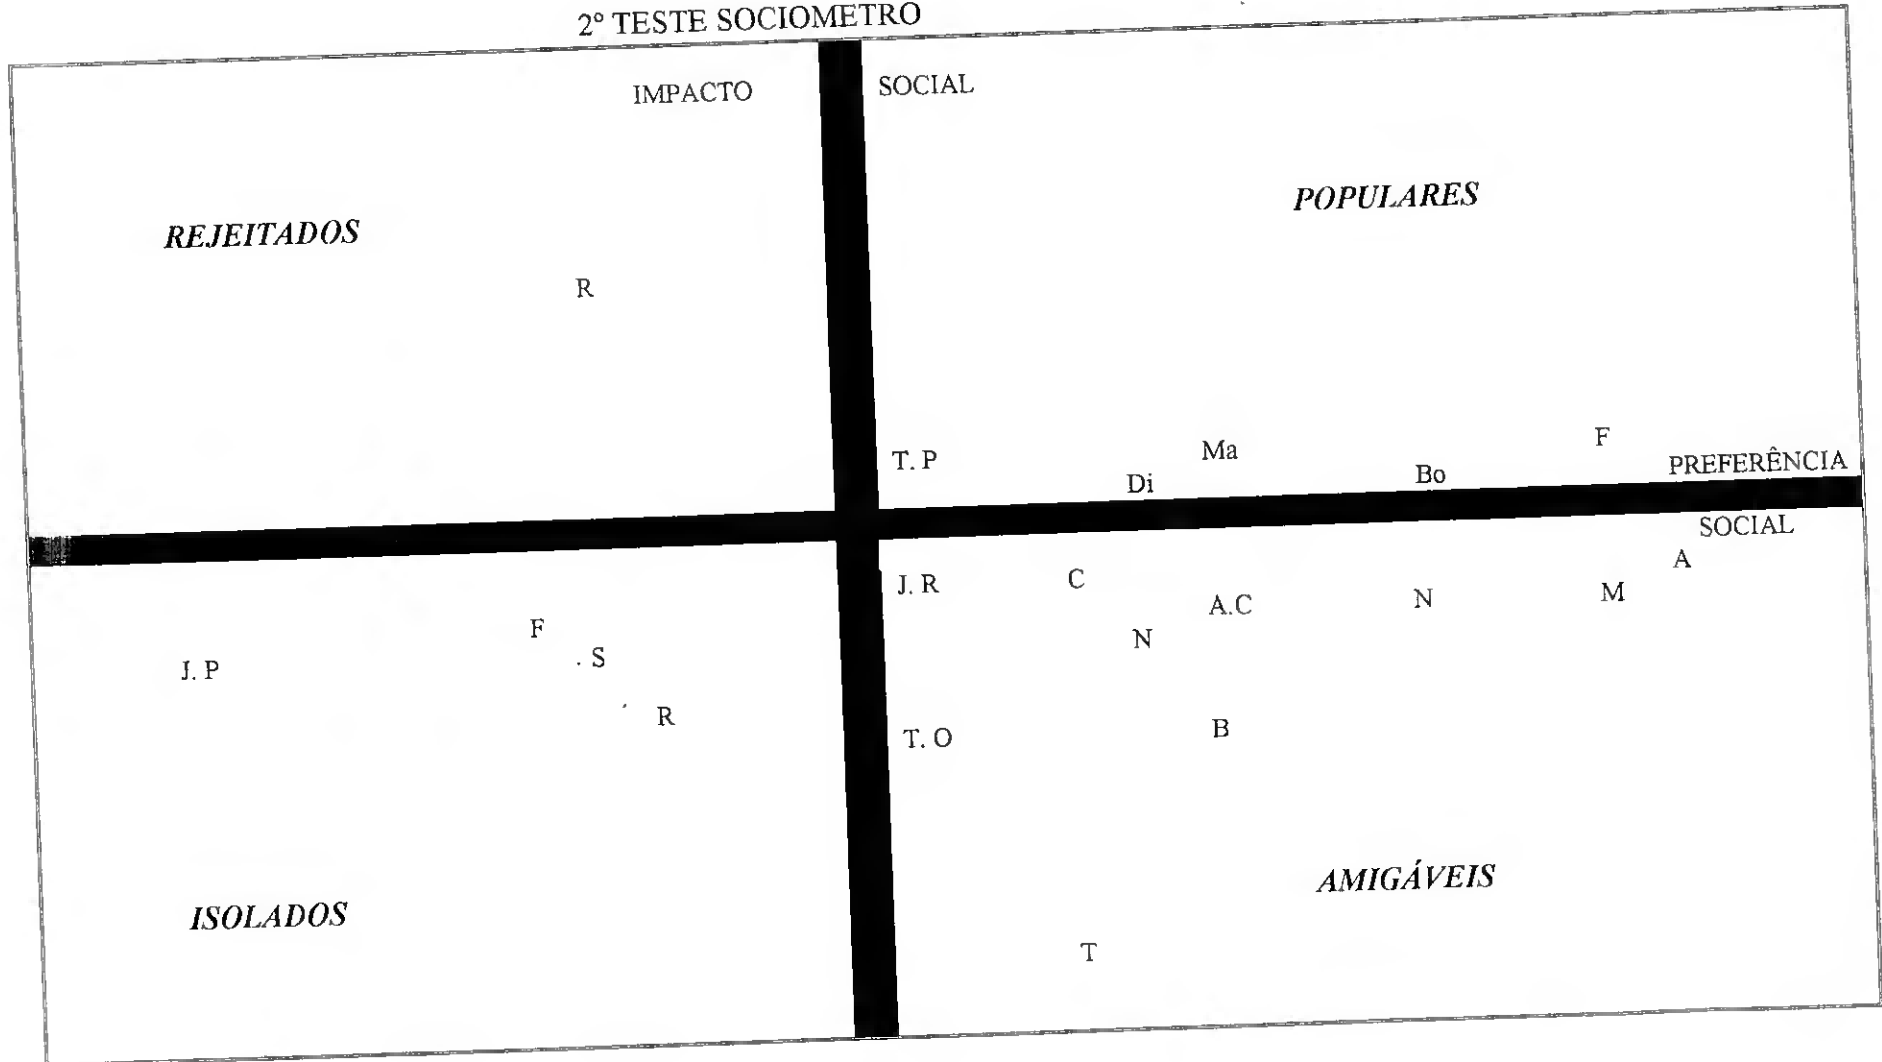 2º TESTE SOCIOMETRO
IMPACTO SOCIAL
REJEITADOS
POPULARES
R
T. P
Di
Ma
Bo
F
PREFERÊNCIA
SOCIAL
J. P
F
S
R
ISOLADOS
J. R
C
N
A.C
N
M
A
T. O
B
AMIGÁVEIS
T